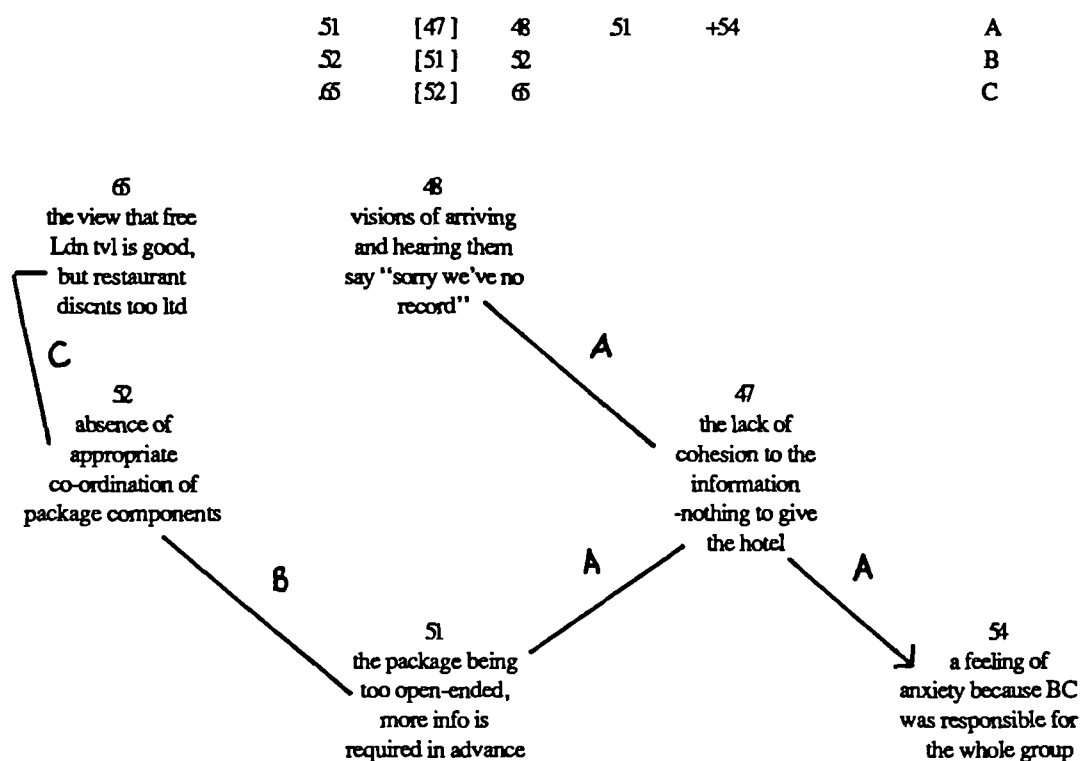 51 [47] 48 51 +54 A
52 [51] 52 B
65 [52] 65 C
65
the view that free
Ldn tvl is good,
but restaurant
discnts too ltd
48
visions of arriving
and hearing them
say "sorry we've no
record"
A
C
52
absence of
appropriate
co-ordination of
package components
47
the lack of
cohesion to the
information
-nothing to give
the hotel
B
A
A
51
the package being
too open-ended,
more info is
required in advance
54
a feeling of
anxiety because BC
was responsible for
the whole group